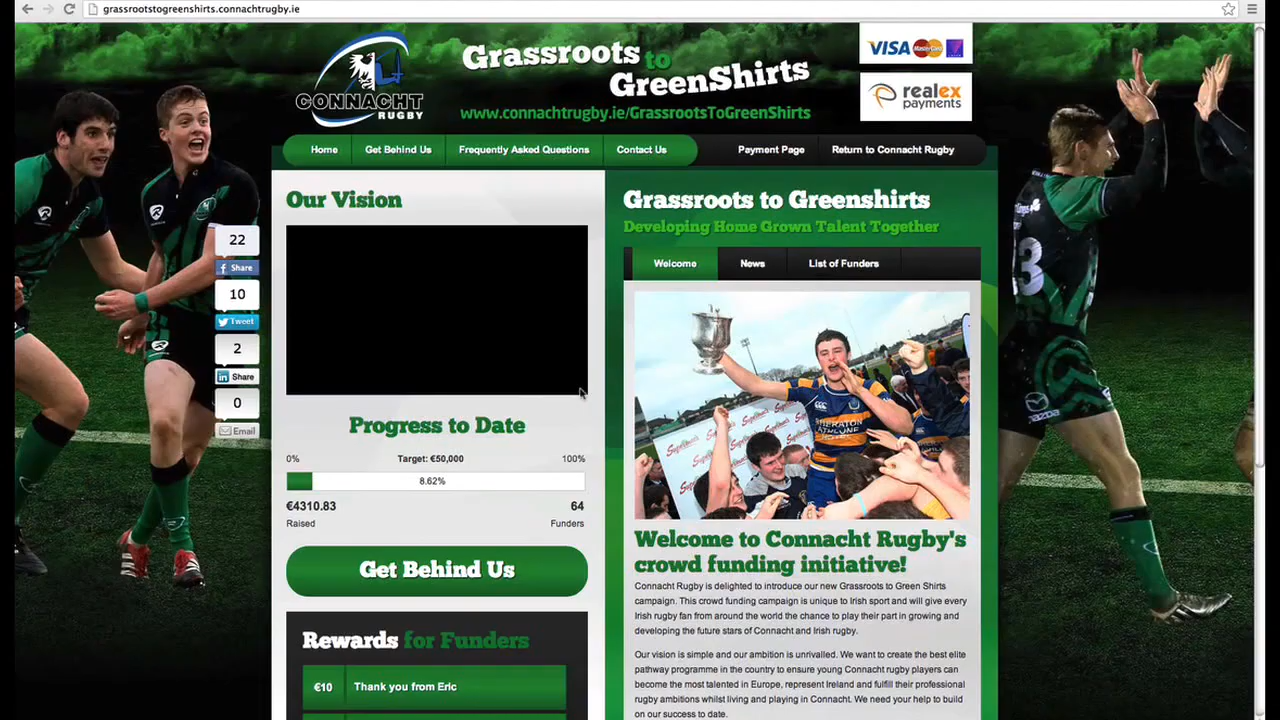 grassrootstogreenshirts.connachtrugby.ie
CONNACHT
RUGBY
Grassroots to
GreenShirts
www.connachtrugby.ie/GrassrootsToGreenShirts
VISA MasterCard
realex
payments
Home Get Behind Us Frequently Asked Questions Contact Us Payment Page Return to Connacht Rugby
Our Vision
22
Share
10
Tweet
2
Share
0
Email
Progress to Date
0% Target: €50,000 100%
8.62%
€4310.83 64
Raised Funders
Get Behind Us
Rewards for Funders
€10 Thank you from Eric
Grassroots to Greenshirts
Developing Home Grown Talent Together
Welcome News List of Funders
SHERATON
ATHLONE
HOTEL
Welcome to Connacht Rugby's
crowd funding initiative!
Connacht Rugby is delighted to introduce our new Grassroots to Green Shirts
campaign. This crowd funding campaign is unique to Irish sport and will give every
Irish rugby fan from around the world the chance to play their part in growing and
developing the future stars of Connacht and Irish rugby.
Our vision is simple and our ambition is unrivalled. We want to create the best elite
pathway programme in the country to ensure young Connacht rugby players can
become the most talented in Europe, represent Ireland and fulfill their professional
rugby ambitions whilst living and playing in Connacht. We need your help to build
on our success to date.
mazda